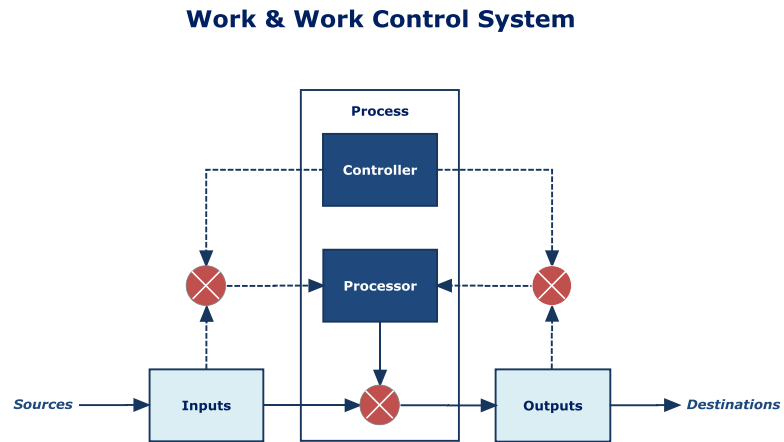 Work & Work Control System
Process
Controller
Processor
Sources
Inputs
Outputs
Destinations